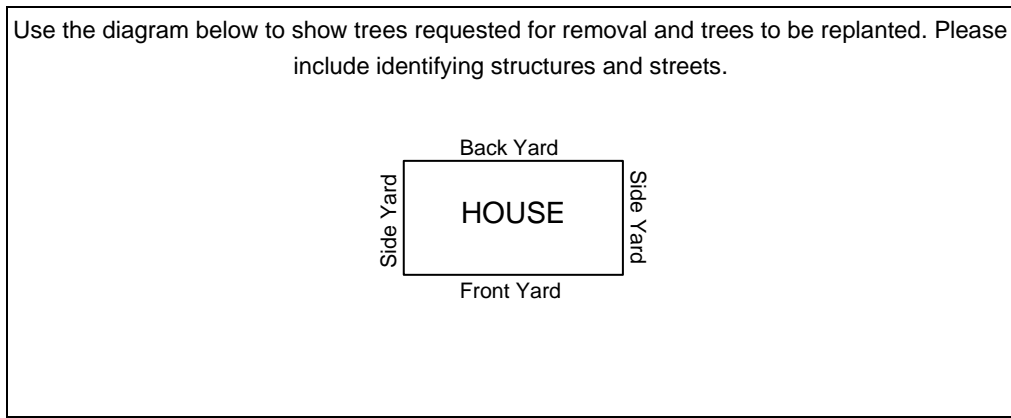 Use the diagram below to show trees requested for removal and trees to be replanted. Please
include identifying structures and streets.
Back Yard
Side Yard
HOUSE
Side Yard
Front Yard